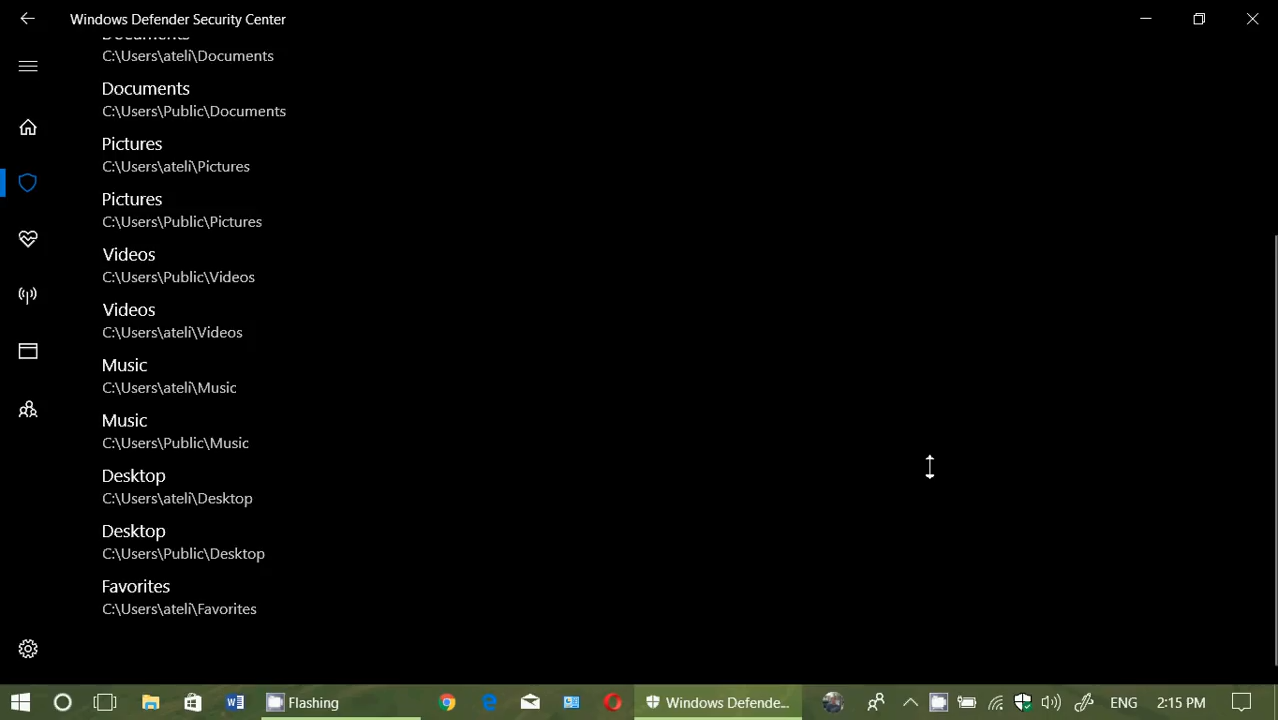 Windows Defender Security Center
Documents
C:\Users\ateli\Documents
Documents
C:\Users\Public\Documents
Pictures
C:\Users\ateli\Pictures
Pictures
C:\Users\Public\Pictures
Videos
C:\Users\Public\Videos
Videos
C:\Users\ateli\Videos
Music
C:\Users\ateli\Music
Music
C:\Users\Public\Music
Desktop
C:\Users\ateli\Desktop
Desktop
C:\Users\Public\Desktop
Favorites
C:\Users\ateli\Favorites
Flashing
Windows Defende...
ENG
2:15 PM